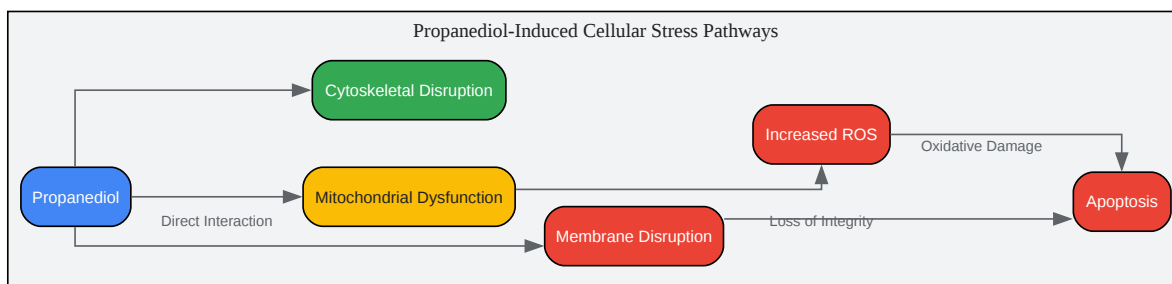 Propanediol-Induced Cellular Stress Pathways
Cytoskeletal Disruption
Increased ROS
Oxidative Damage
Propanediol
Mitochondrial Dysfunction
Apoptosis
Direct Interaction
Membrane Disruption
Loss of Integrity